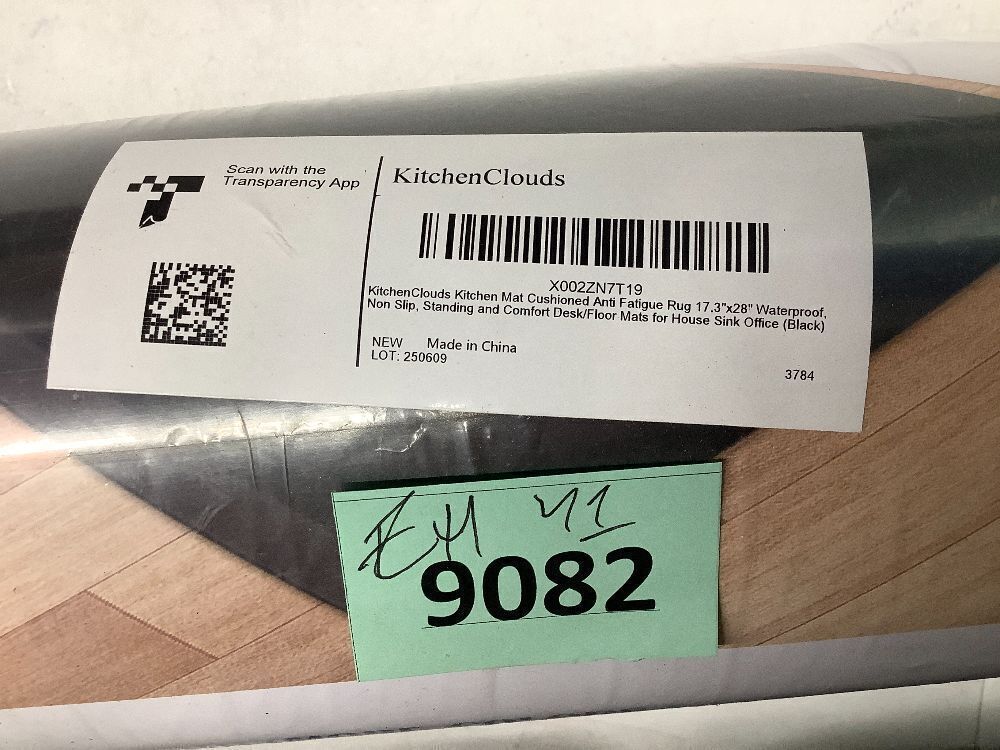 Scan with the
Transparency App
KitchenClouds
X002ZN7T19
KitchenClouds Kitchen Mat Cushioned Anti Fatigue Rug 17.3"x28" Waterproof,
Non Slip, Standing and Comfort Desk/Floor Mats for House Sink Office (Black)
NEW Made in China
LOT: 250609
3784
9082